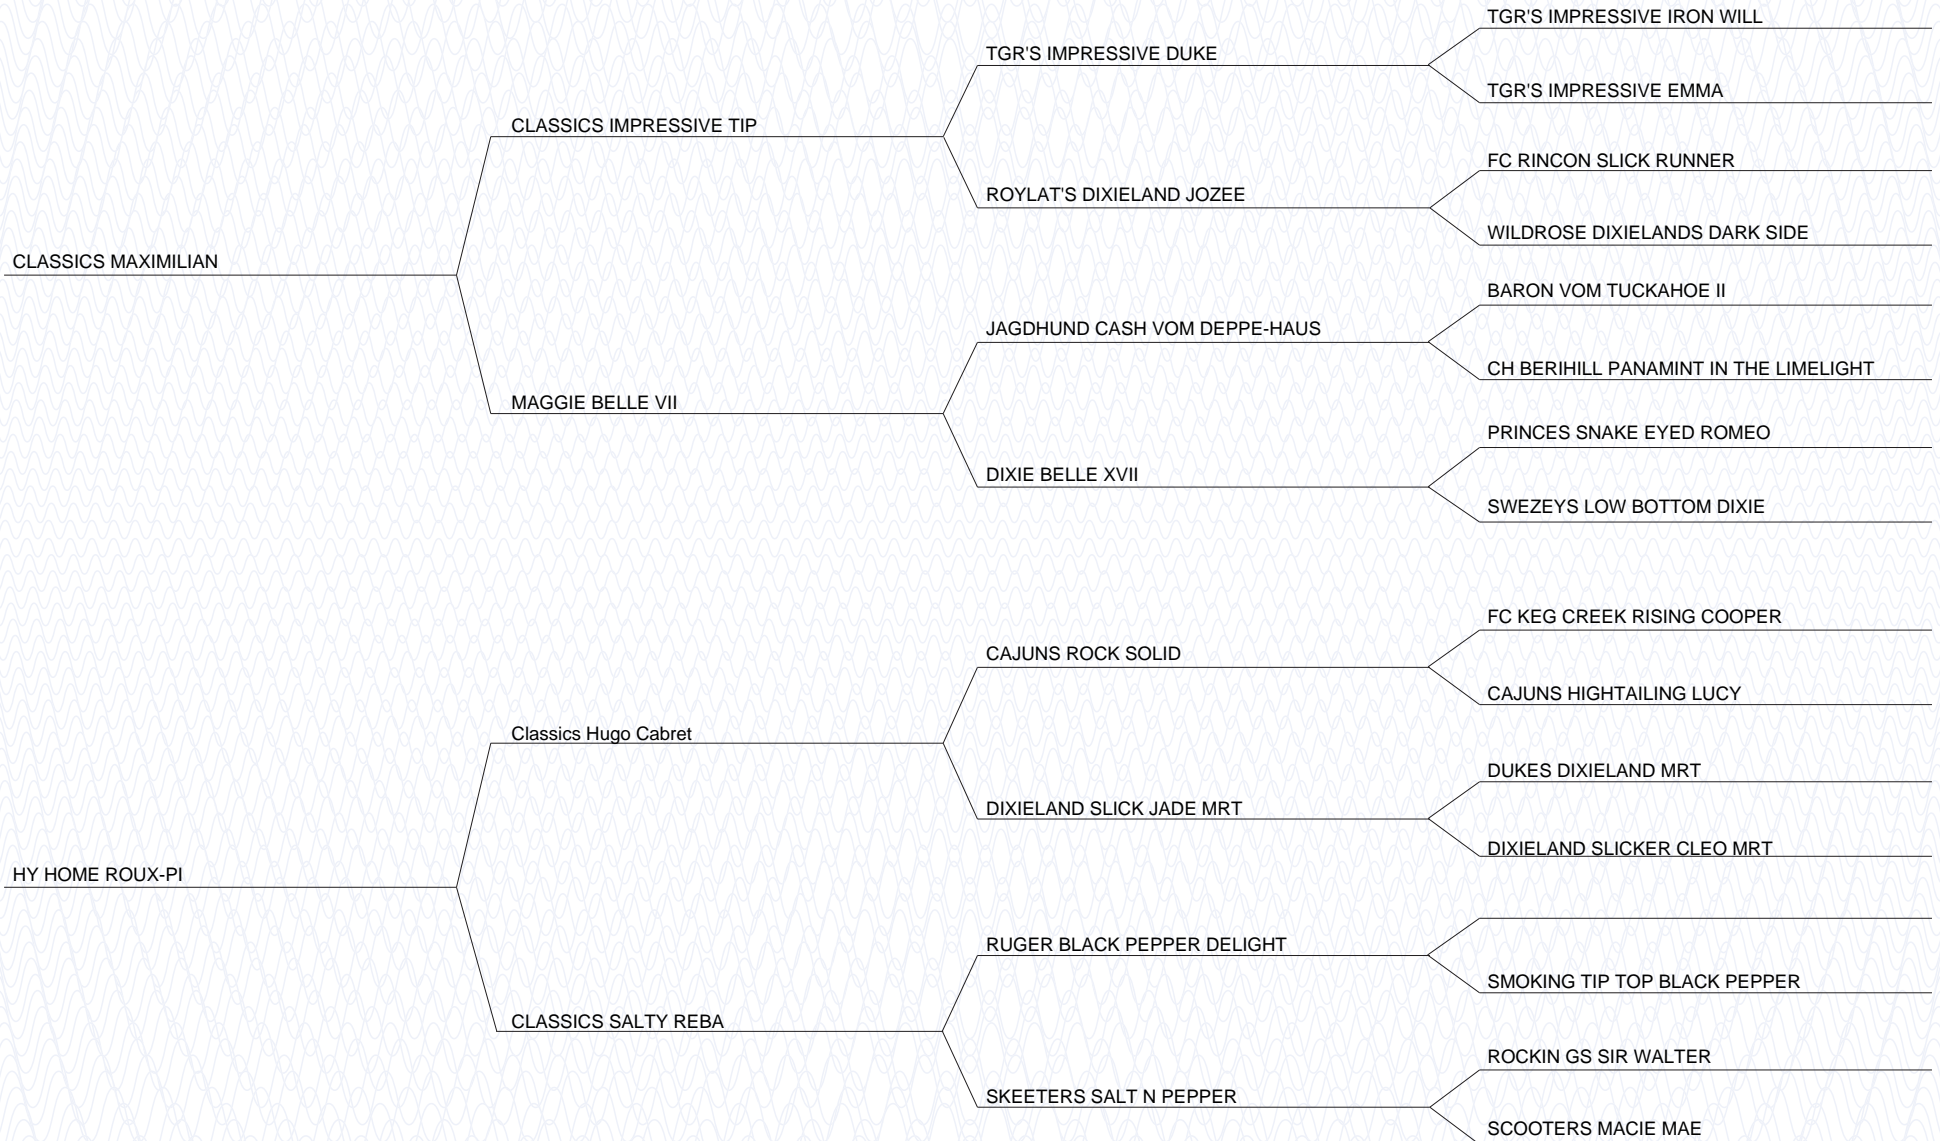 TGR'S IMPRESSIVE IRON WILL
TGR'S IMPRESSIVE DUKE
TGR'S IMPRESSIVE EMMA
CLASSICS IMPRESSIVE TIP
FC RINCON SLICK RUNNER
ROYLAT'S DIXIELAND JOZEE
WILDROSE DIXIELANDS DARK SIDE
CLASSICS MAXIMILIAN
BARON VOM TUCKAHOE II
JAGDHUND CASH VOM DEPPE-HAUS
CH BERIHILL PANAMINT IN THE LIMELIGHT
MAGGIE BELLE VII
PRINCES SNAKE EYED ROMEO
DIXIE BELLE XVII
SWEZEYS LOW BOTTOM DIXIE
FC KEG CREEK RISING COOPER
CAJUNS ROCK SOLID
CAJUNS HIGHTAILING LUCY
Classics Hugo Cabret
DUKES DIXIELAND MRT
DIXIELAND SLICK JADE MRT
DIXIELAND SLICKER CLEO MRT
HY HOME ROUX-PI
RUGER BLACK PEPPER DELIGHT
SMOKING TIP TOP BLACK PEPPER
CLASSICS SALTY REBA
ROCKIN GS SIR WALTER
SKEETERS SALT N PEPPER
SCOOTERS MACIE MAE